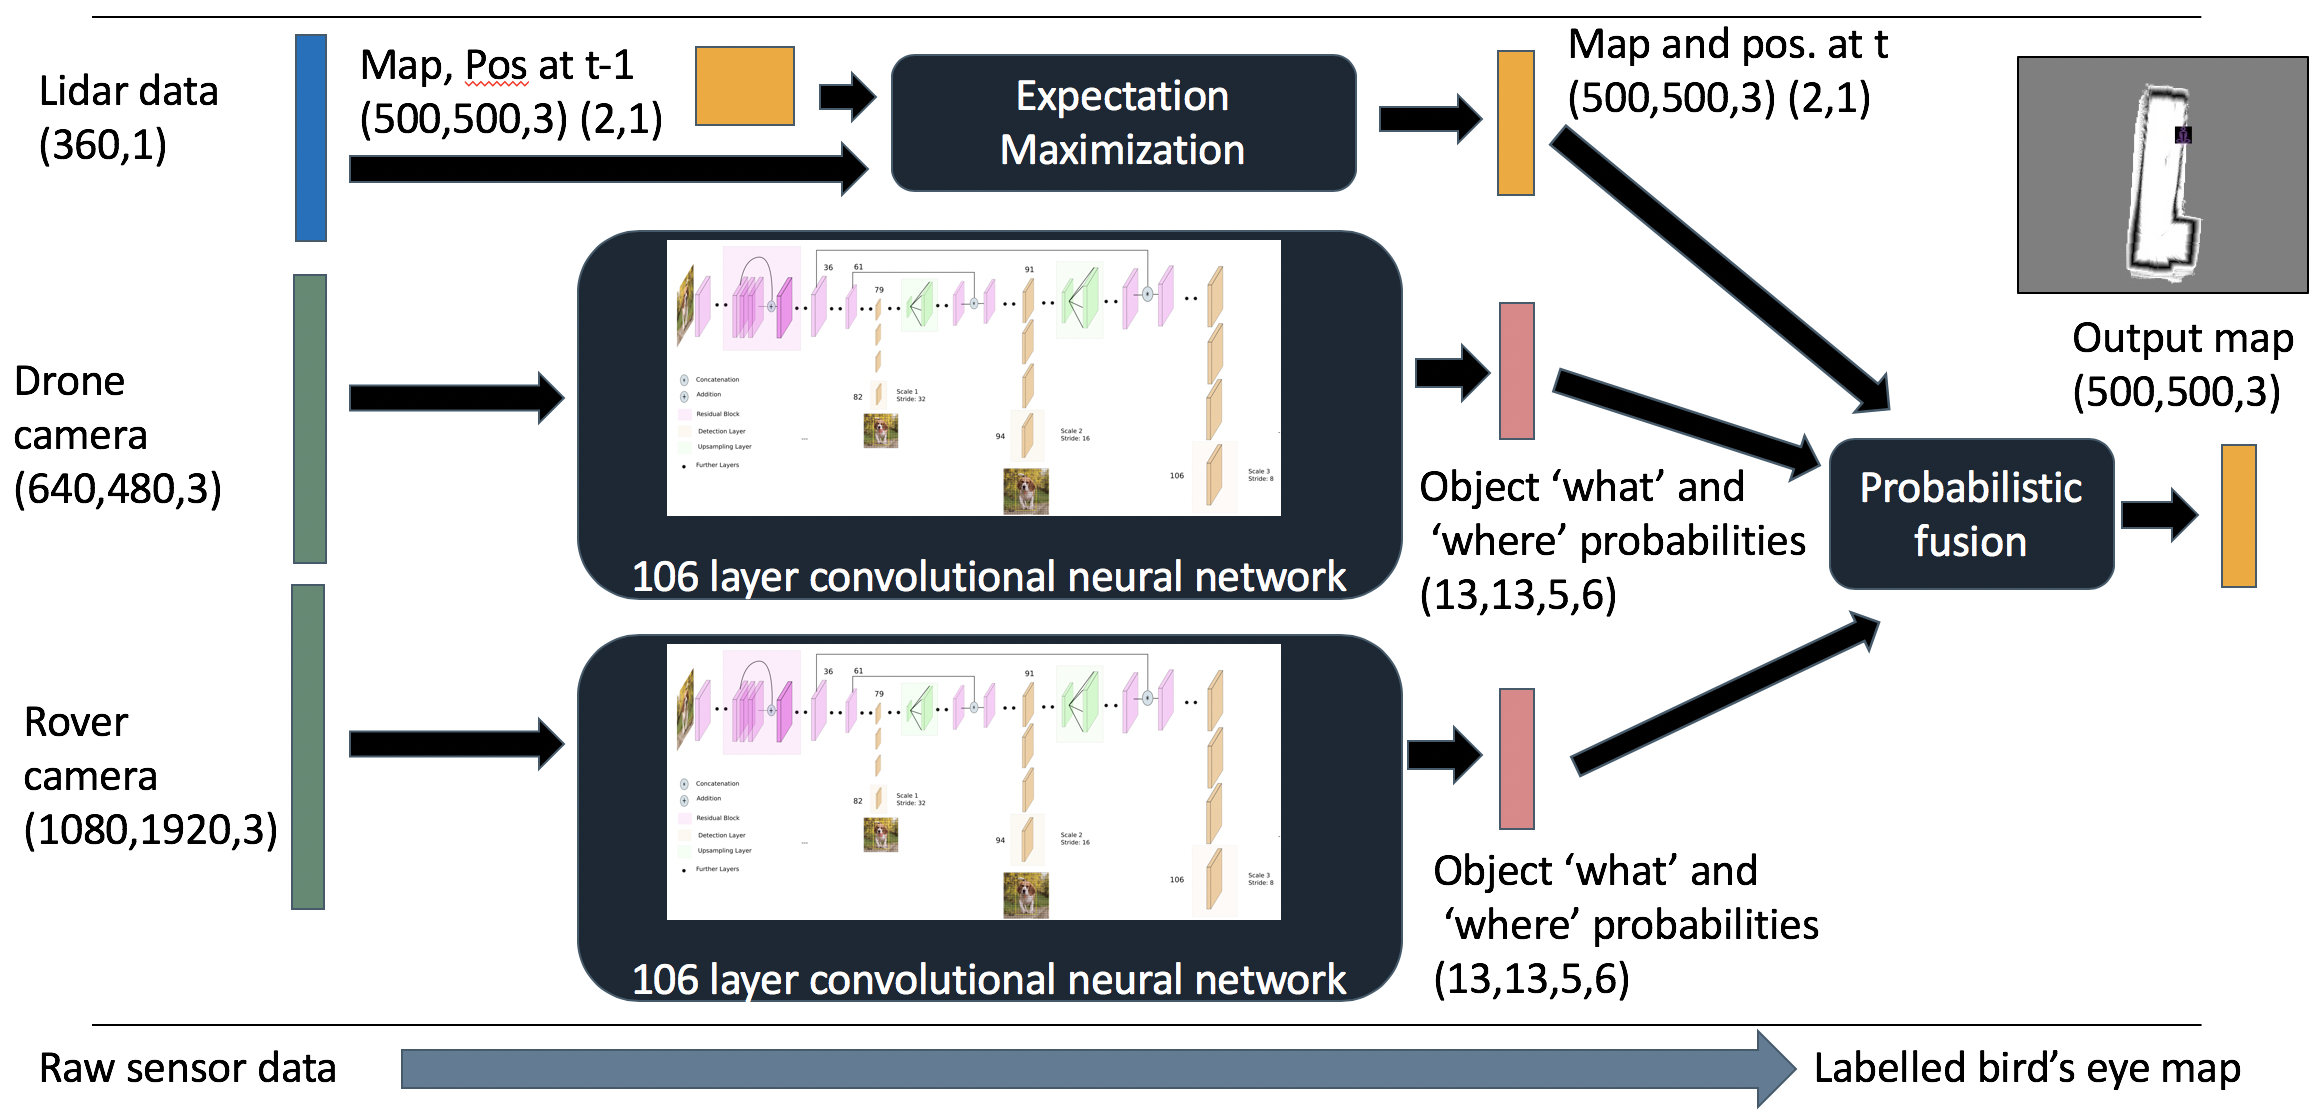 Lidar data
(360,1)
Map, Pos at t-1
(500,500,3) (2,1)
Expectation
Maximization
Map and pos. at t
(500,500,3) (2,1)
Output map
(500,500,3)
Drone
camera
(640,480,3)
36
61
79
91
82
94
106
Concatenation
Addition
Residual Block
Detection Layer
Upsampling Layer
Further Layers
...
Scale 1
Stride: 32
Scale 2
Stride: 16
Scale 3
Stride: 8
106 layer convolutional neural network
Object ‘what’ and
‘where’ probabilities
(13,13,5,6)
Probabilistic
fusion
Rover
camera
(1080,1920,3)
36
61
79
91
82
94
106
Concatenation
Addition
Residual Block
Detection Layer
Upsampling Layer
Further Layers
...
Scale 1
Stride: 32
Scale 2
Stride: 16
Scale 3
Stride: 8
106 layer convolutional neural network
Object ‘what’ and
‘where’ probabilities
(13,13,5,6)
Raw sensor data
Labelled bird’s eye map